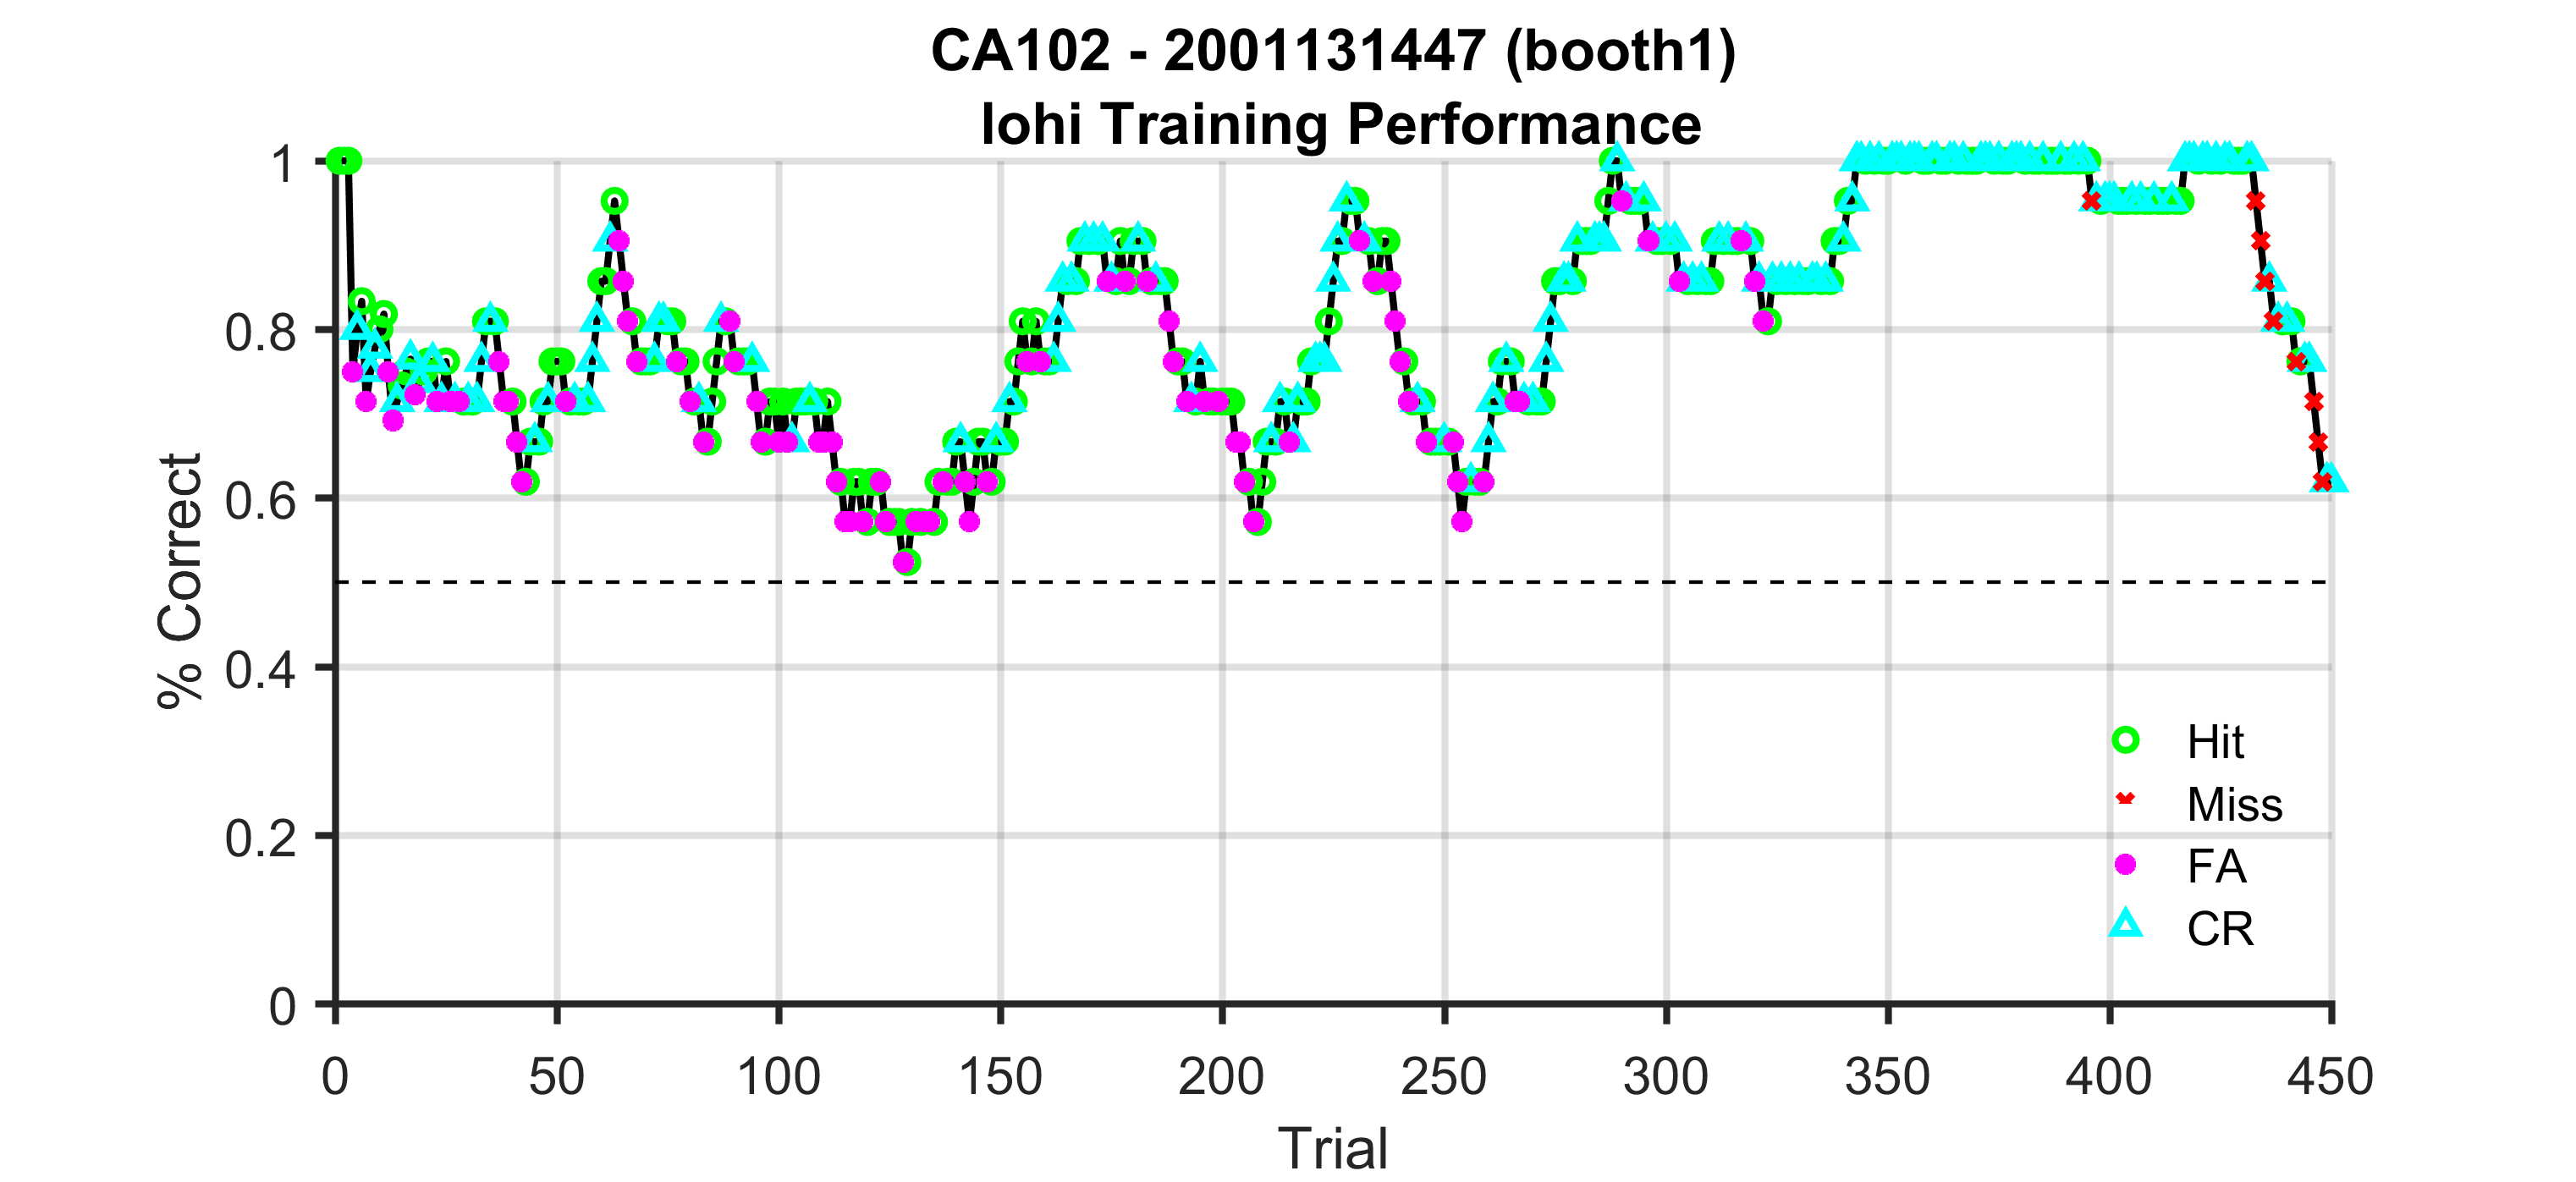 CA102 - 2001131447 (booth1)
lohi Training Performance
% Correct
1
0.8
0.6
0.4
0.2
0
0 50 100 150 200 250 300 350 400 450
Trial
Hit
Miss
FA
CR